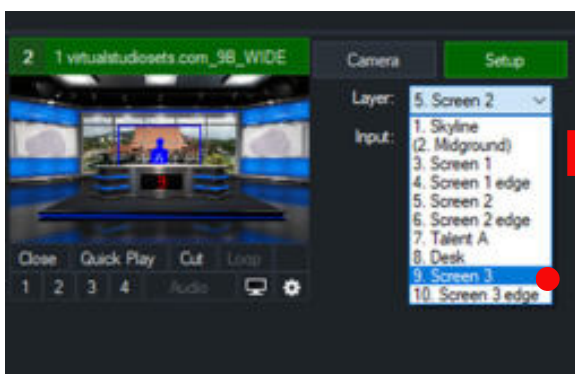 2 1 virtualstudiosets.com_9B_WIDE
Camera Setup
Layer: 5. Screen 2
Input:
1. Skyline
(2. Midground)
3. Screen 1
4. Screen 1 edge
5. Screen 2
6. Screen 2 edge
7. Talent A
8. Desk
9. Screen 3
10. Screen 3 edge
Close Quick Play Cut Loop
1 2 3 4 Audio